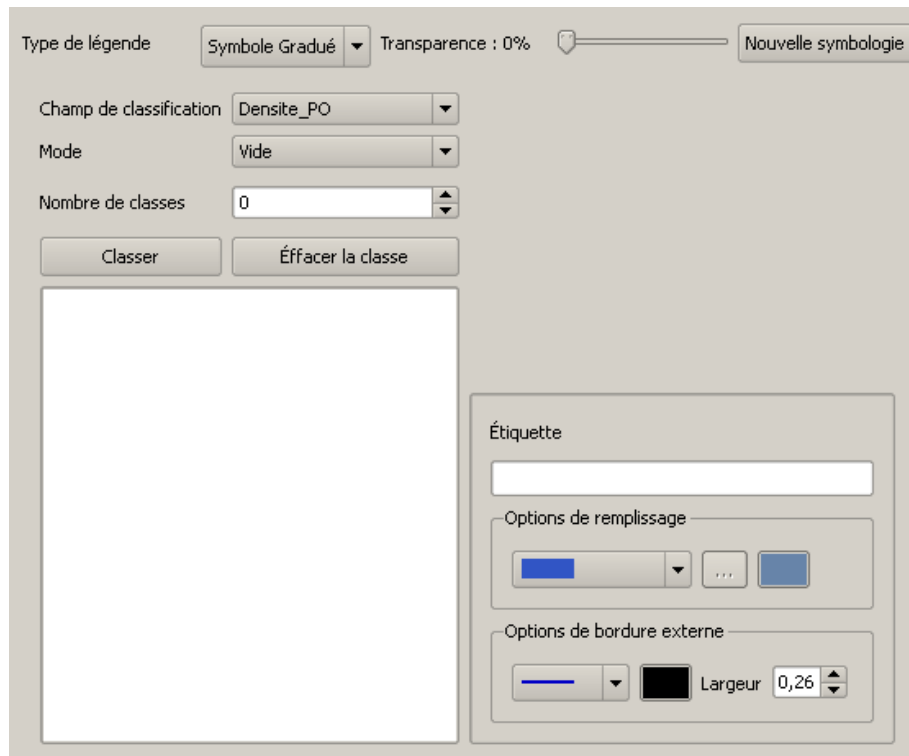 Type de légende Symbole Gradué Transparence : 0% Nouvelle symbologie
Champ de classification Densite_PO
Mode Vide
Nombre de classes 0
Classer Éffacer la classe
Étiquette
Options de remplissage
...
Options de bordure externe
Largeur 0,26